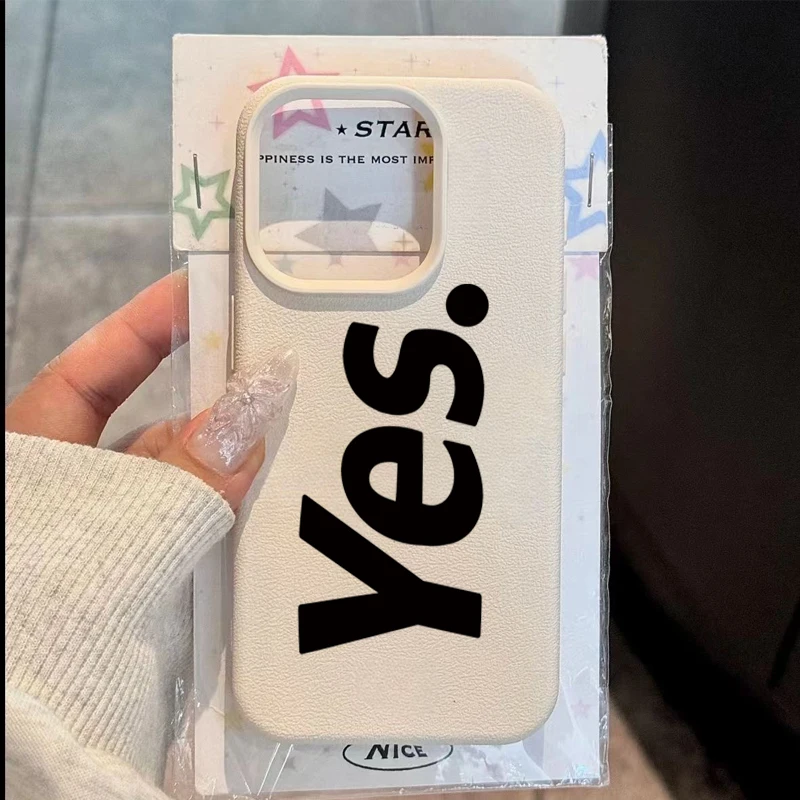 ★ STAR
PPINESS IS THE MOST IMP
Yes.
NICE